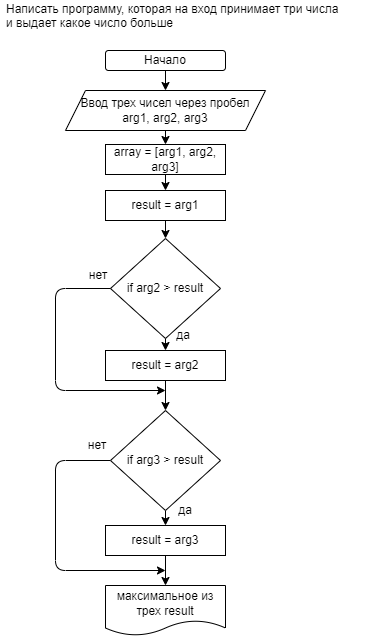 Написать программу, которая на вход принимает три числа
и выдает какое число больше
Начало
Ввод трех чисел через пробел
arg1, arg2, arg3
array = [arg1, arg2,
arg3]
result = arg1
if arg2 > result
нет
да
result = arg2
if arg3 > result
нет
да
result = arg3
максимальное из
трех result